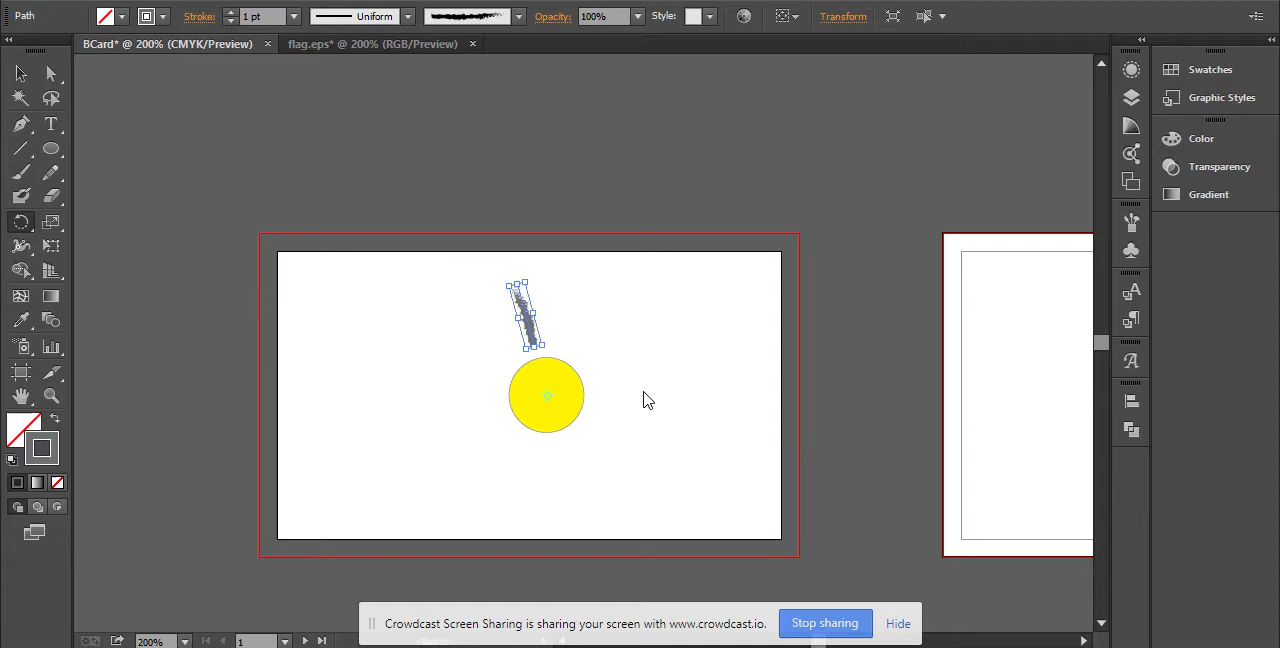 Path
Stroke:
1 pt
Uniform
Opacity:
100%
Style:
Transform
BCard* @ 200% (CMYK/Preview)
flag.eps* @ 200% (RGB/Preview)
Swatches
Graphic Styles
Color
Transparency
Gradient
Crowdcast Screen Sharing is sharing your screen with www.crowdcast.io.
Stop sharing
Hide
200%
1